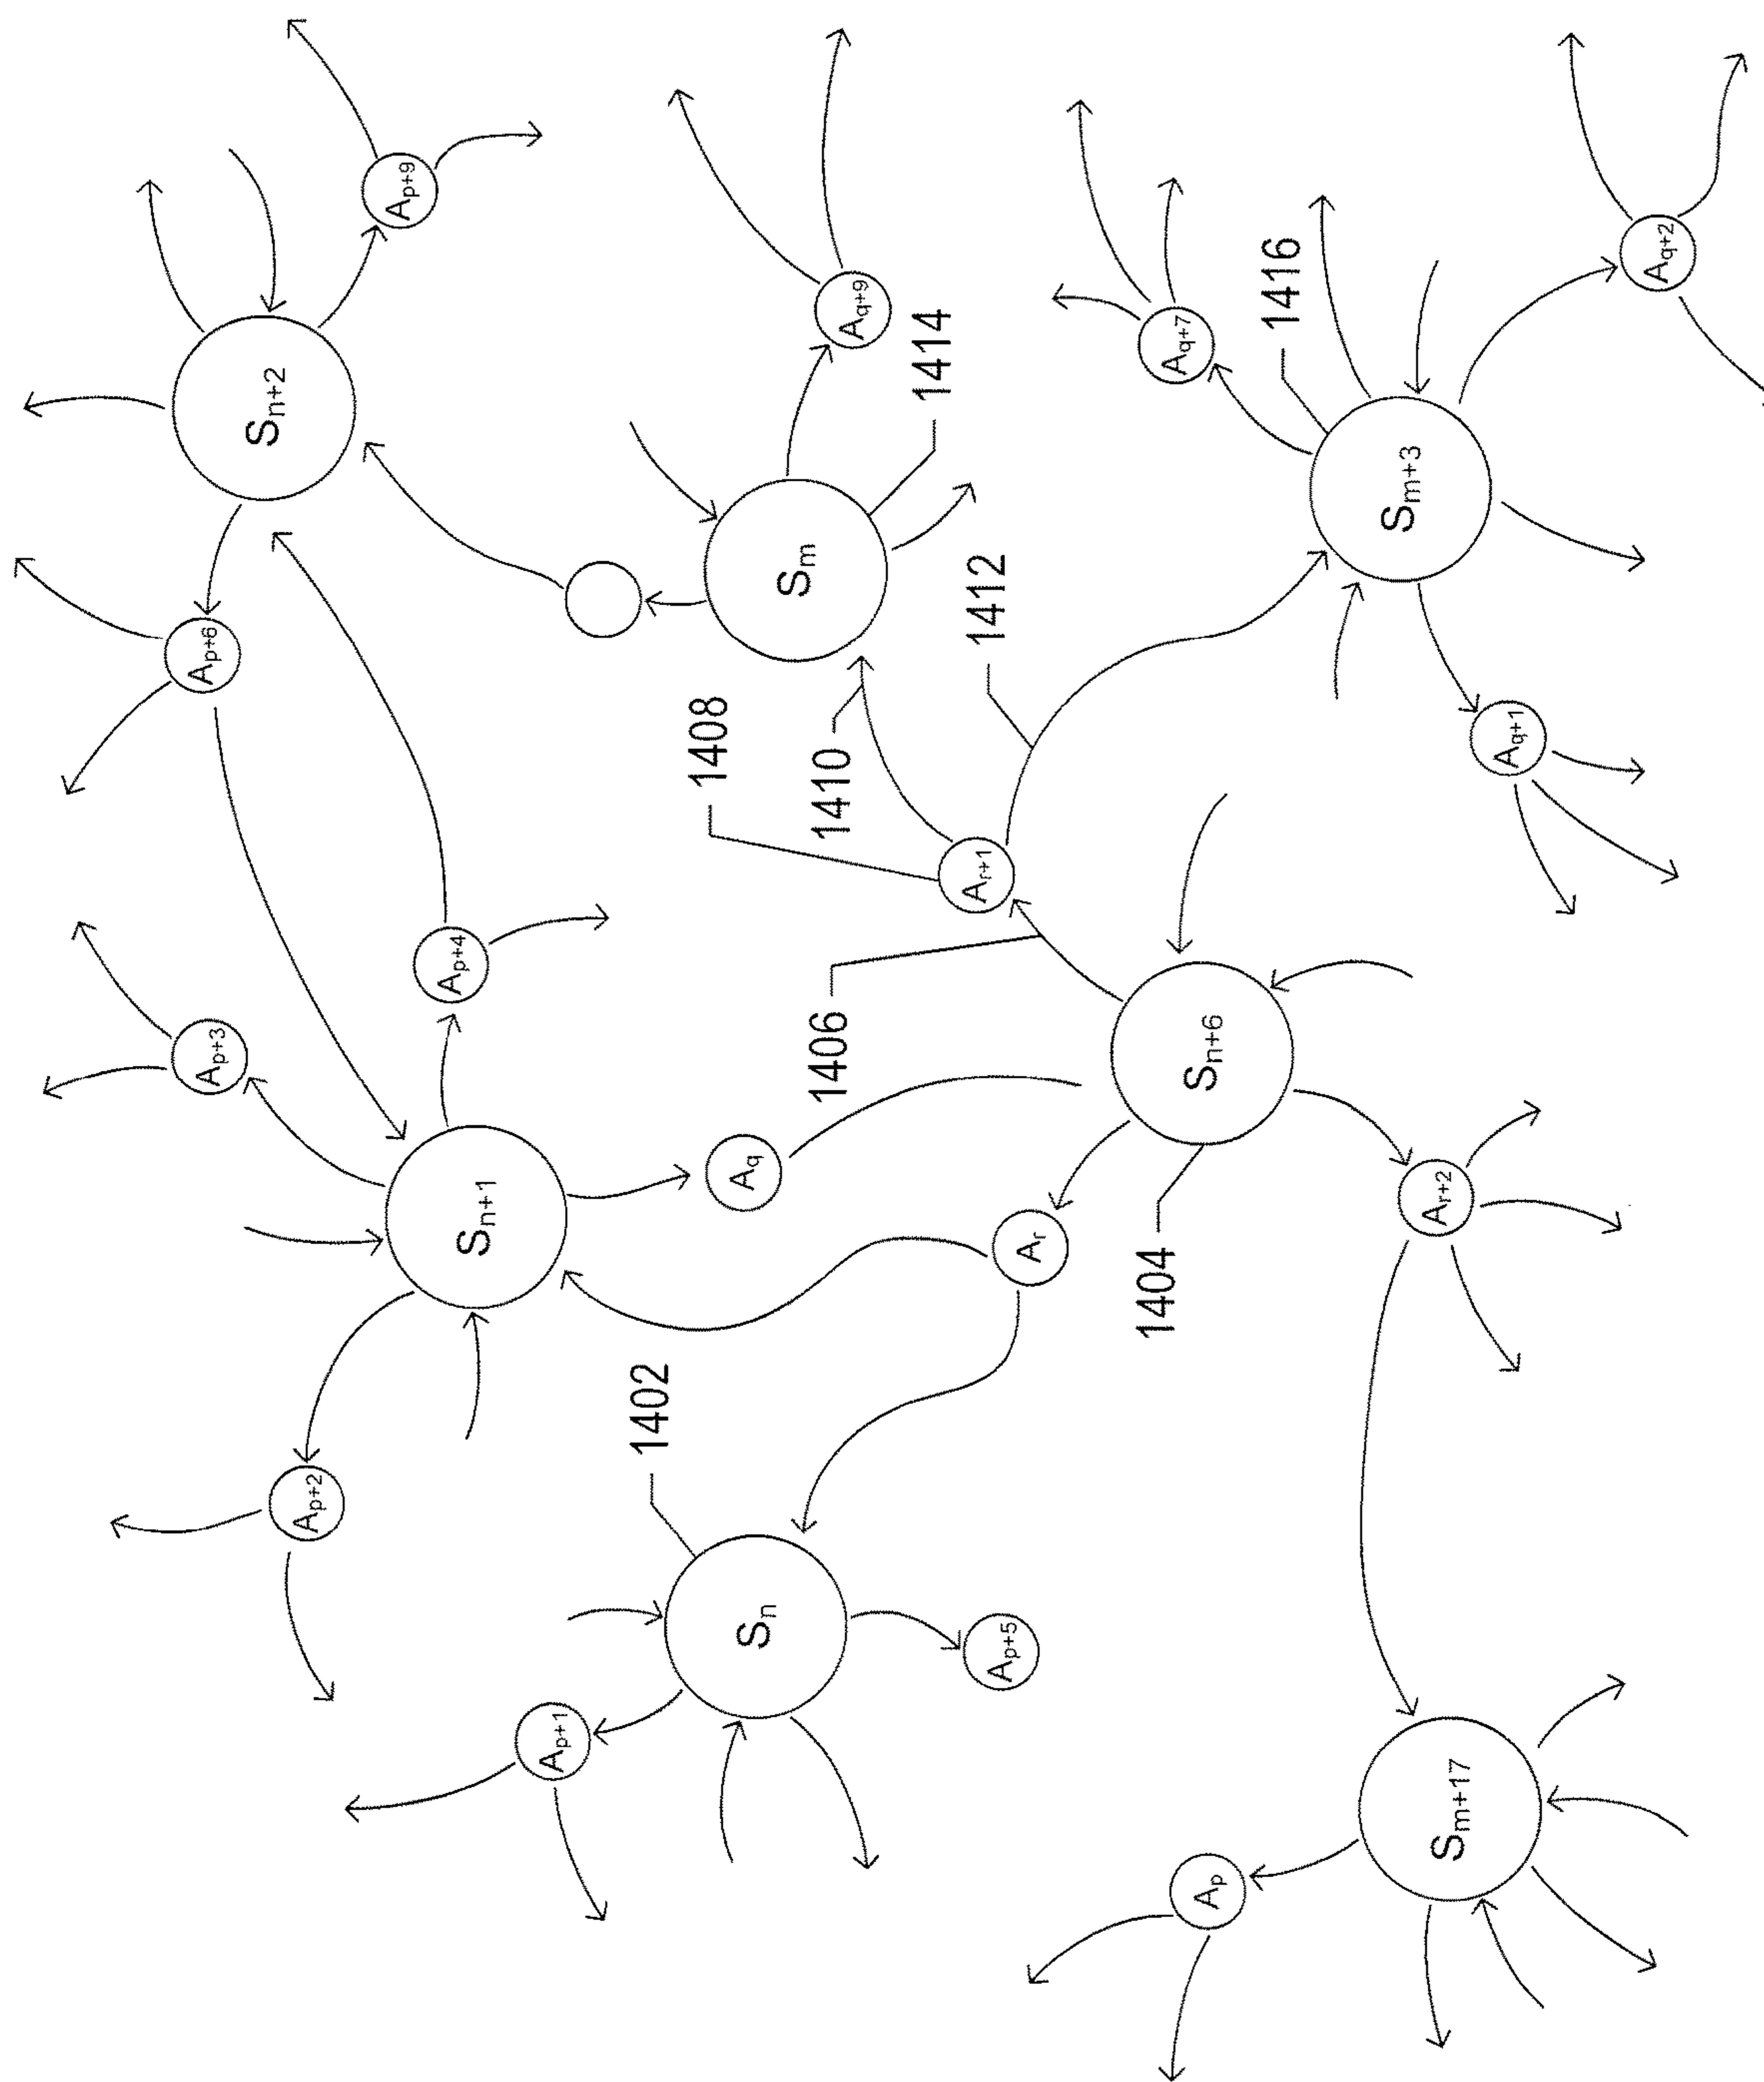 Ap+3
Ap+6
Sn+2
Ap+2
Ap+9
Ap+4
Sn+1
Ap+1
1402
1408
Aq
Sn
Sm
1406
1410
Aq+9
1414
Ar+1
1412
Ap+5
Ar
1404
Aq+7
Sn+6
Ap
1416
Sm+3
Ar+2
Sm+17
Aq+1
Aq+2